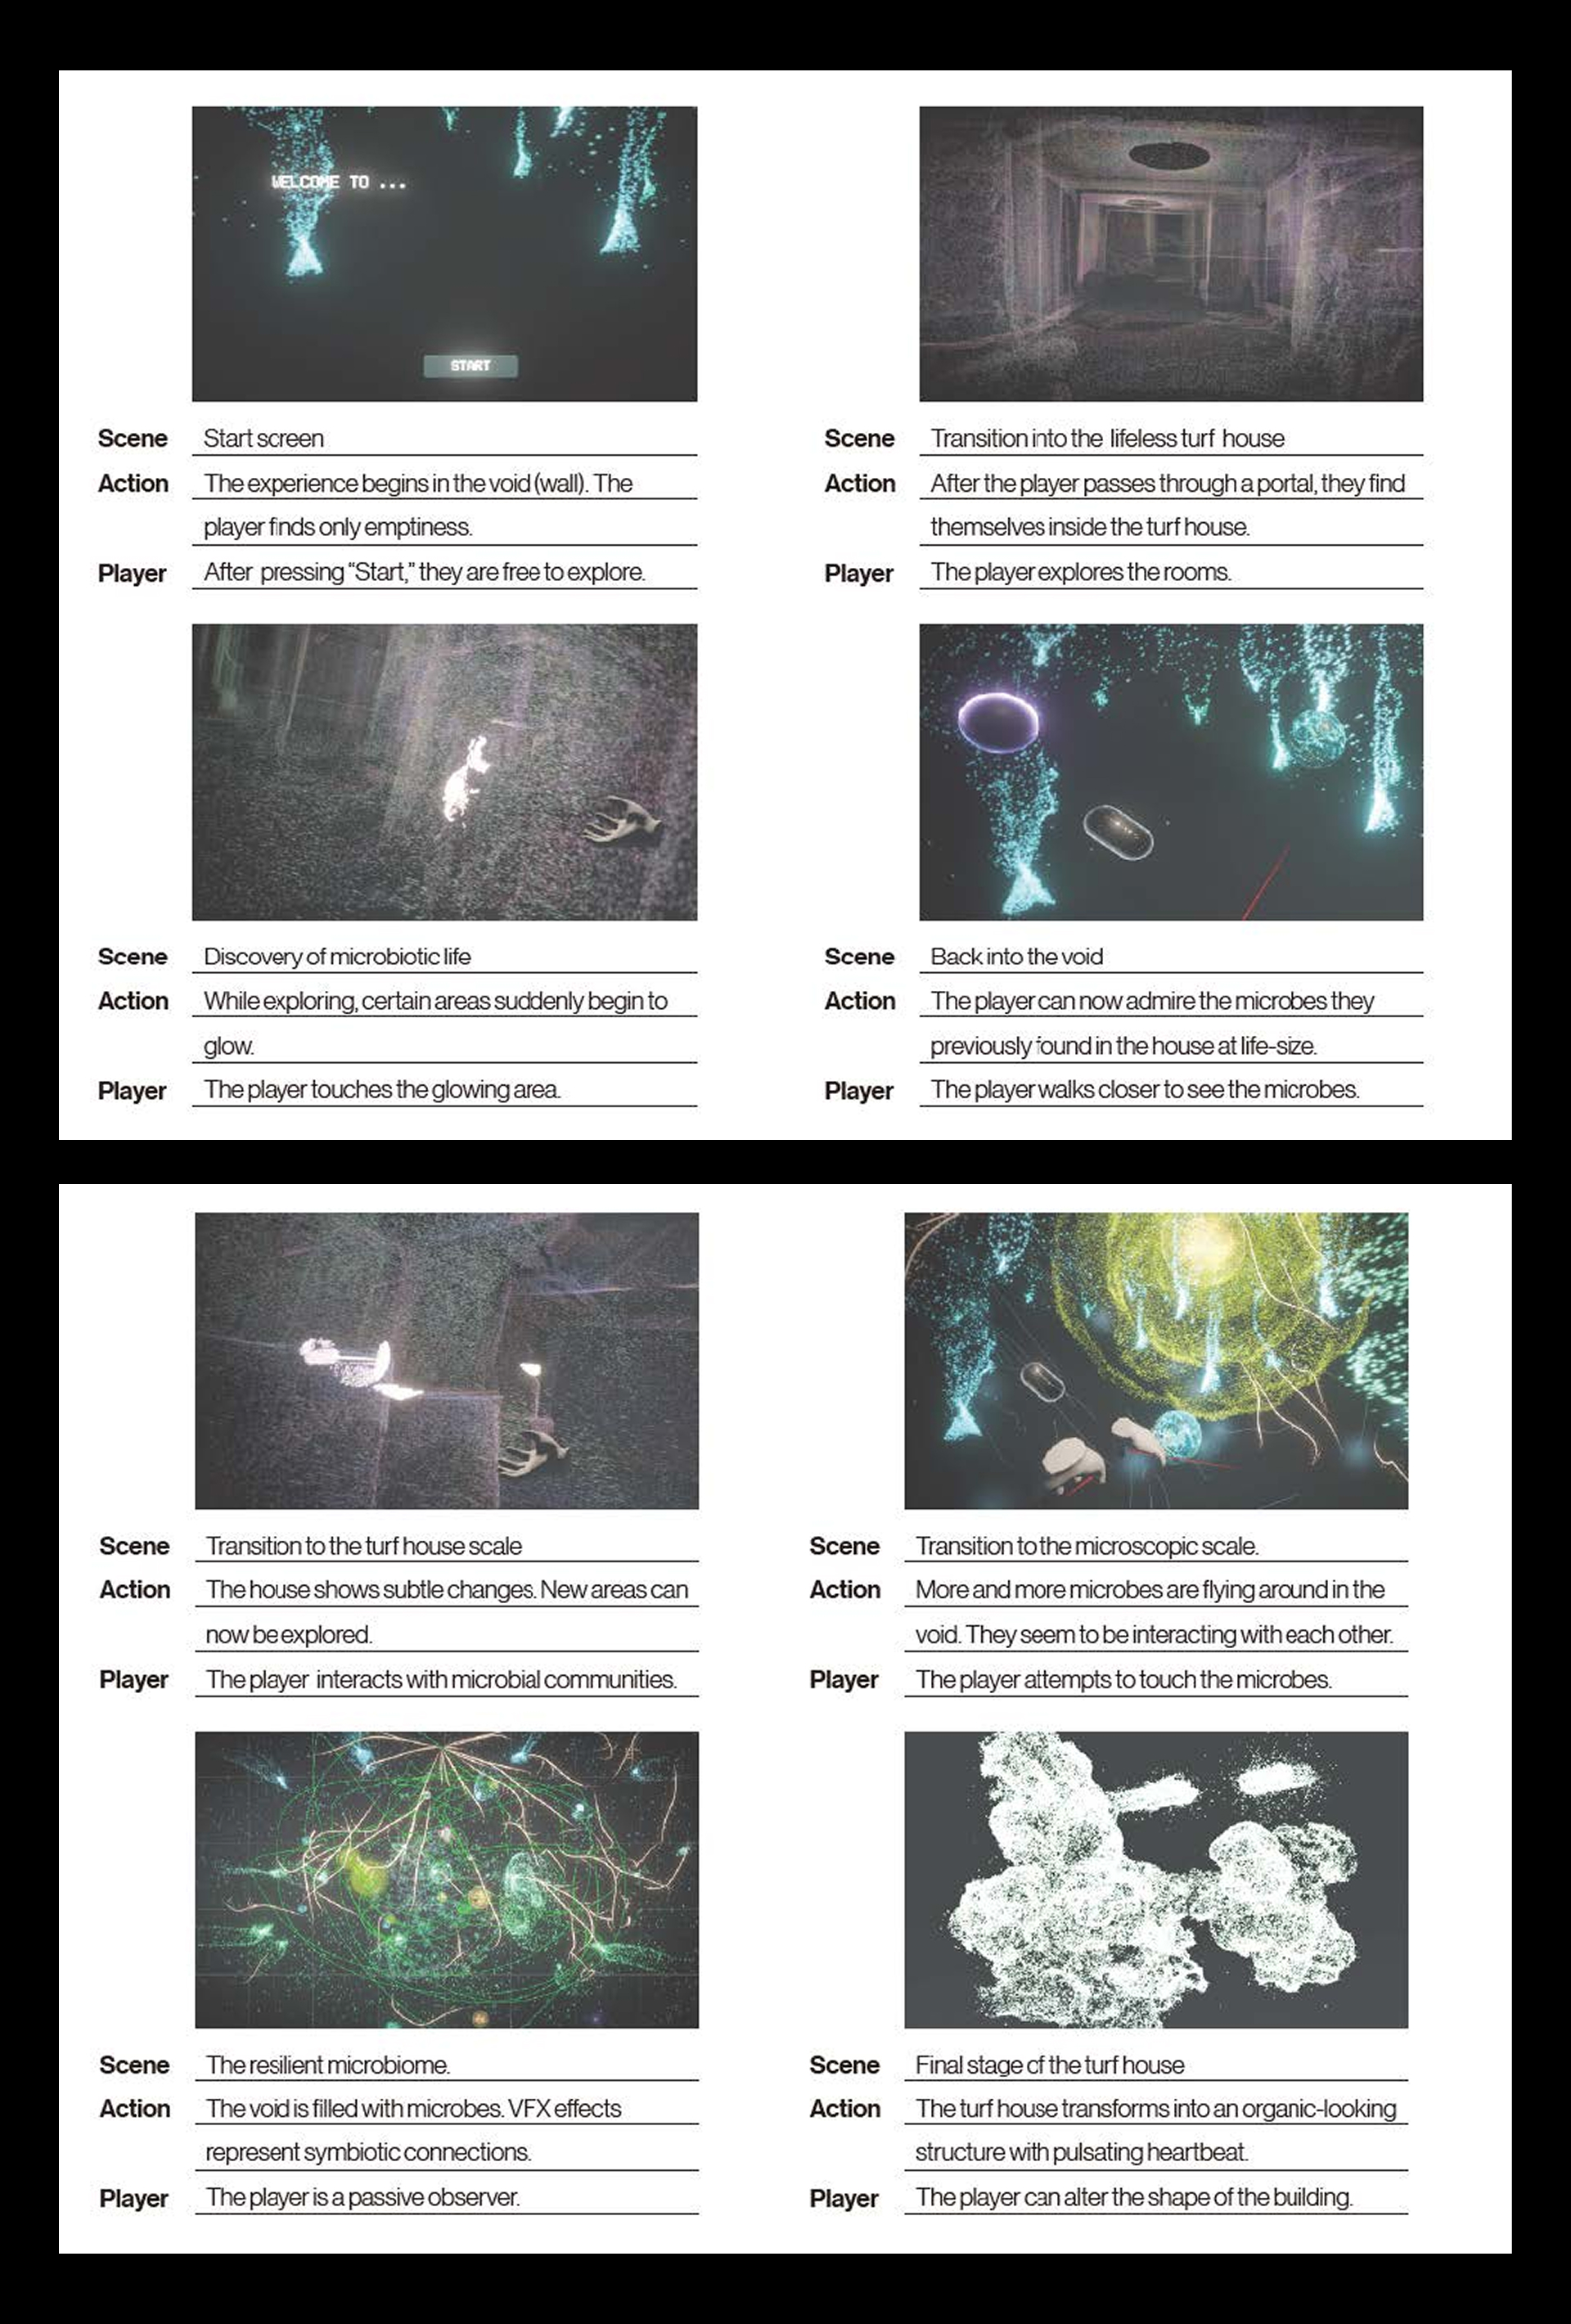 WELCOME TO ...
START
Scene Start screen
Action The experience begins in the void (wall). The
player finds only emptiness.
Player After pressing “Start,” they are free to explore.
Scene Transition into the lifeless turf house
Action After the player passes through a portal, they find
themselves inside the turf house.
Player The player explores the rooms.
Scene Discovery of microbiotic life
Action While exploring, certain areas suddenly begin to
glow.
Player The player touches the glowing area.
Scene Back into the void
Action The player can now admire the microbes they
previously found in the house at life-size.
Player The player walks closer to see the microbes.
Scene Transition to the turf house scale
Action The house shows subtle changes. New areas can
now be explored.
Player The player interacts with microbial communities.
Scene Transition to the microscopic scale.
Action More and more microbes are flying around in the
void. They seem to be interacting with each other.
Player The player attempts to touch the microbes.
Scene The resilient microbiome.
Action The void is filled with microbes. VFX effects
represent symbiotic connections.
Player The player is a passive observer.
Scene Final stage of the turf house
Action The turf house transforms into an organic-looking
structure with pulsating heartbeat.
Player The player can alter the shape of the building.